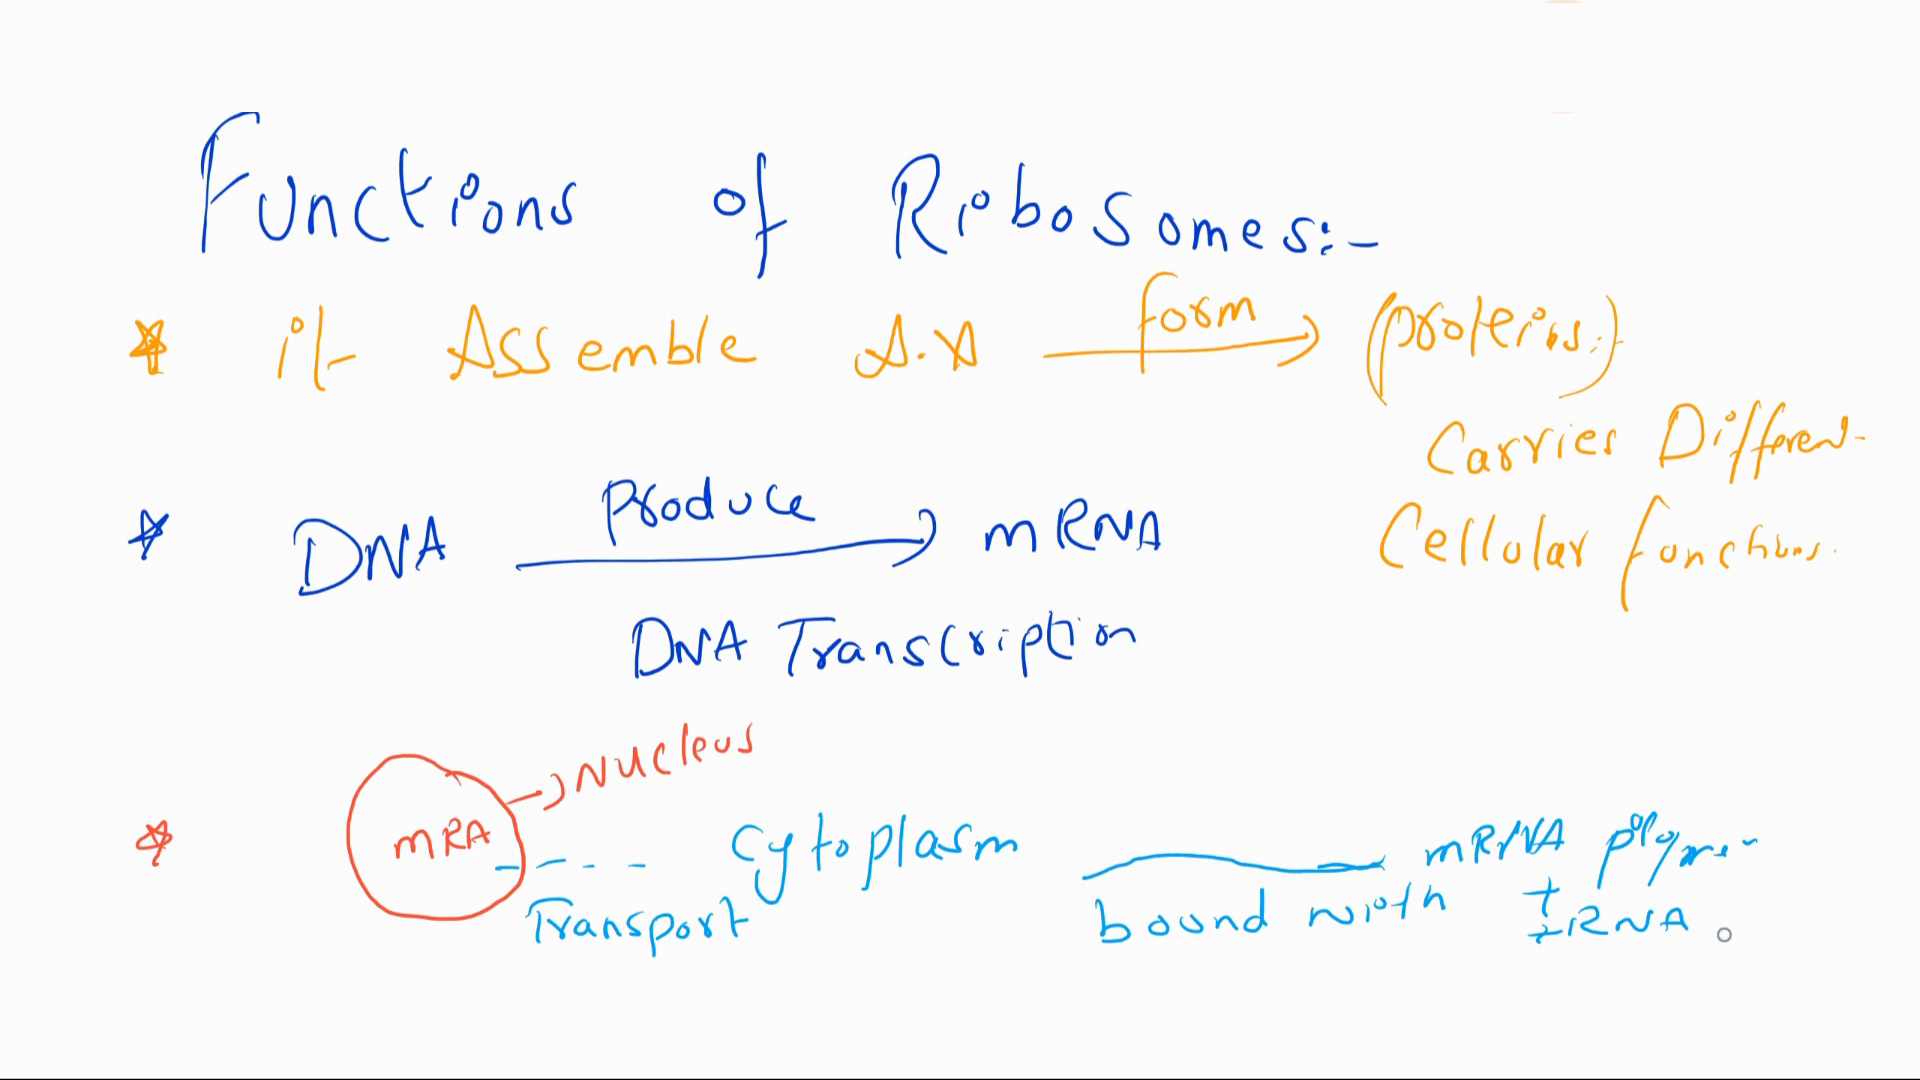 Functions of Ribosomes:-
* it Assemble A.A form (proteins.)
Carries Different
Cellular functions.
* DNA produce mRNA
DNA Transcription
Nucleus
* mRA Cytoplasm mRNA
Transport bound with + tRNA.